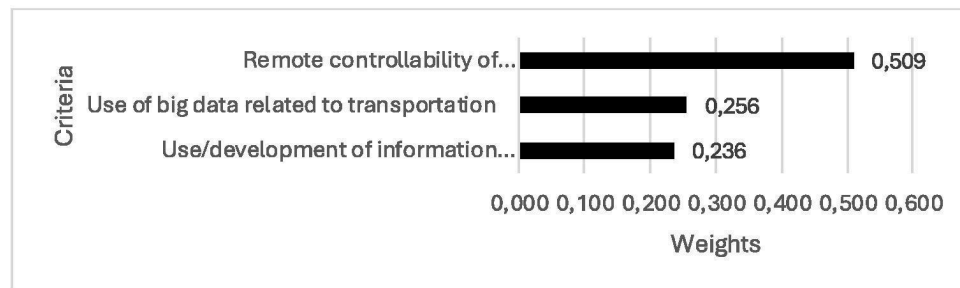 Criteria
Remote controllability of...
0,509
Use of big data related to transportation
0,256
Use/development of information...
0,236
0,000 0,100 0,200 0,300 0,400 0,500 0,600
Weights